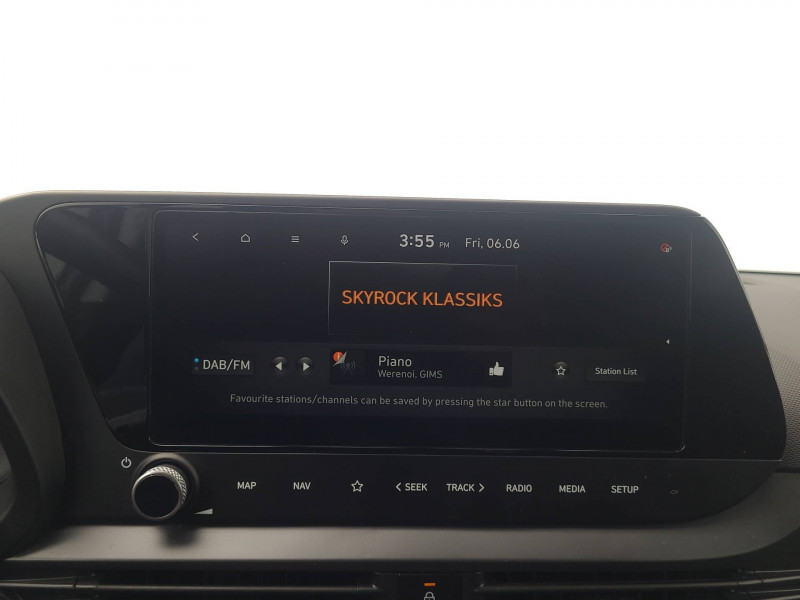 3:55 PM Fri, 06.06
SKYROCK KLASSIKS
DAB/FM
Piano
Werenoi, GIMS
Station List
Favourite stations/channels can be saved by pressing the star button on the screen.
MAP NAV SEEK TRACK RADIO MEDIA SETUP